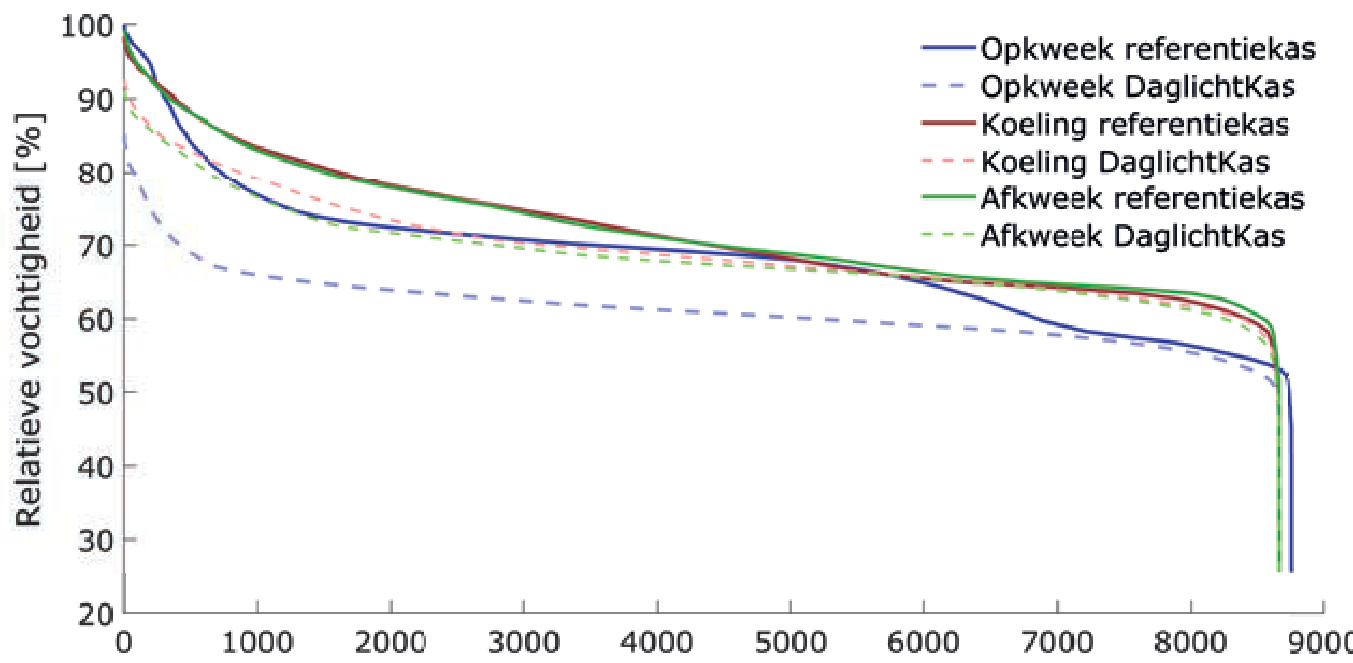 Relatieve vochtigheid [%]
100
90
80
70
60
50
40
30
20
Opkweek referentiekas
Opkweek DaglichtKas
Koeling referentiekas
Koeling DaglichtKas
Afkweek referentiekas
Afkweek DaglichtKas
0 1000 2000 3000 4000 5000 6000 7000 8000 9000